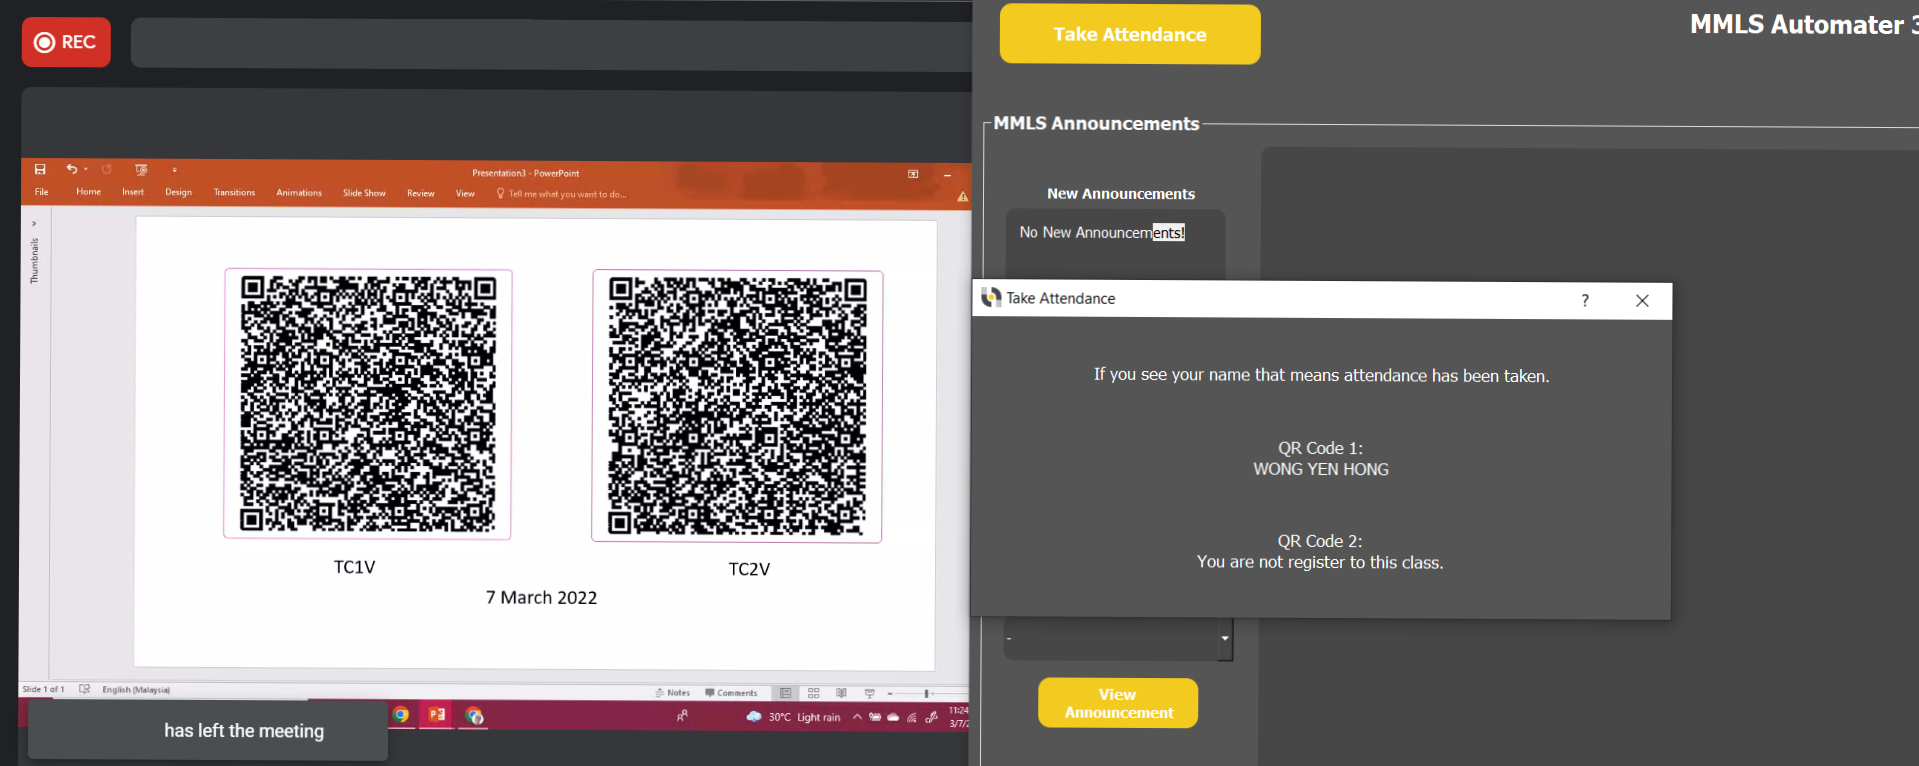 REC
Take Attendance
MMLS Automater 3
MMLS Announcements
Presentation3 - PowerPoint
File Home Insert Design Transitions Animations Slide Show Review View Tell me what you want to do...
New Announcements
No New Announcements!
Thumbnails
Take Attendance
?
If you see your name that means attendance has been taken.
QR Code 1:
WONG YEN HONG
QR Code 2:
You are not register to this class.
TC1V
TC2V
7 March 2022
-
Slide 1 of 1 English (Malaysia) Notes Comments
View
Announcement
30°C Light rain
11:24
3/7/2
has left the meeting